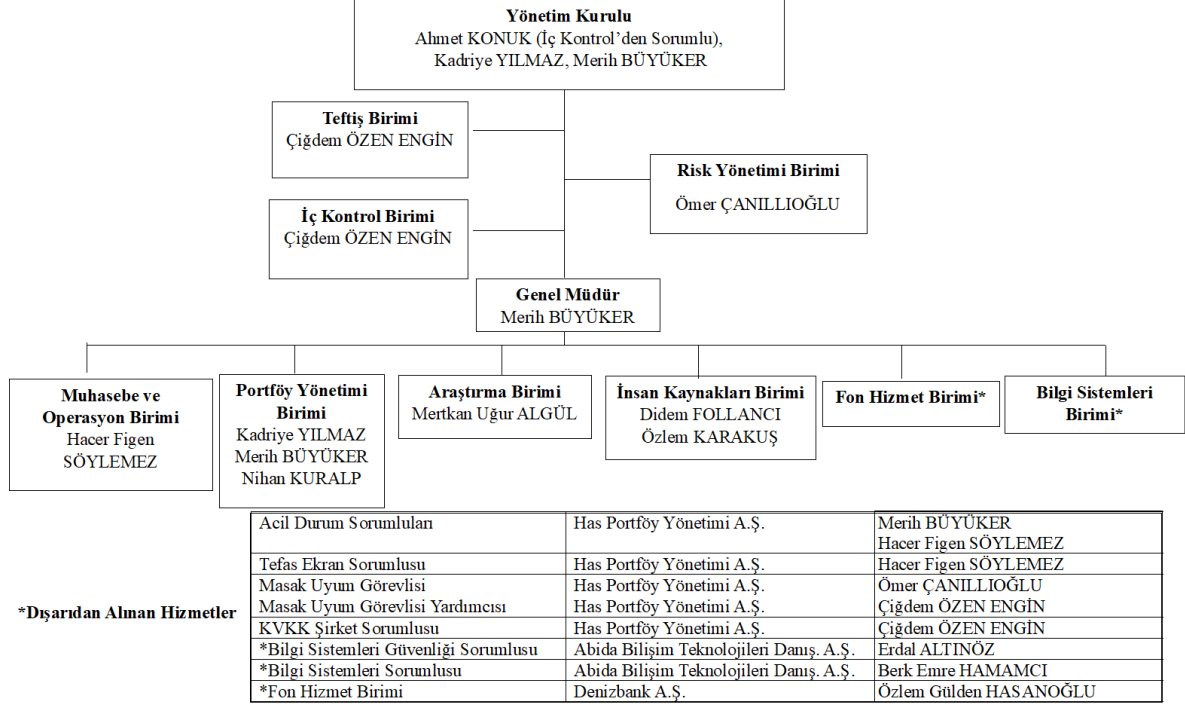 Yönetim Kurulu
Ahmet KONUK (İç Kontrol’den Sorumlu),
Kadriye YILMAZ, Merih BÜYÜKER
Teftiş Birimi
Çiğdem ÖZEN ENGİN
Risk Yönetimi Birimi
Ömer ÇANILLIOĞLU
İç Kontrol Birimi
Çiğdem ÖZEN ENGİN
Genel Müdür
Merih BÜYÜKER
Muhasebe ve
Operasyon Birimi
Hacer Figen
SÖYLEMEZ
Portföy Yönetimi
Birimi
Kadriye YILMAZ
Merih BÜYÜKER
Nihan KURALP
Araştırma Birimi
Mertkan Uğur ALGÜL
İnsan Kaynakları Birimi
Didem FOLLANCI
Özlem KARAKUŞ
Fon Hizmet Birimi*
Bilgi Sistemleri
Birimi*
*Dışarıdan Alınan Hizmetler
Acil Durum Sorumluları Has Portföy Yönetimi A.Ş. Merih BÜYÜKER
Hacer Figen SÖYLEMEZ
Tefas Ekran Sorumlusu Has Portföy Yönetimi A.Ş. Hacer Figen SÖYLEMEZ
Masak Uyum Görevlisi Has Portföy Yönetimi A.Ş. Ömer ÇANILLIOĞLU
Masak Uyum Görevlisi Yardımcısı Has Portföy Yönetimi A.Ş. Çiğdem ÖZEN ENGİN
KVKK Şirket Sorumlusu Has Portföy Yönetimi A.Ş. Çiğdem ÖZEN ENGİN
*Bilgi Sistemleri Güvenliği Sorumlusu Abida Bilişim Teknolojileri Danış. A.Ş. Erdal ALTINÖZ
*Bilgi Sistemleri Sorumlusu Abida Bilişim Teknolojileri Danış. A.Ş. Berk Emre HAMAMCI
*Fon Hizmet Birimi Denizbank A.Ş. Özlem Gülden HASANOĞLU